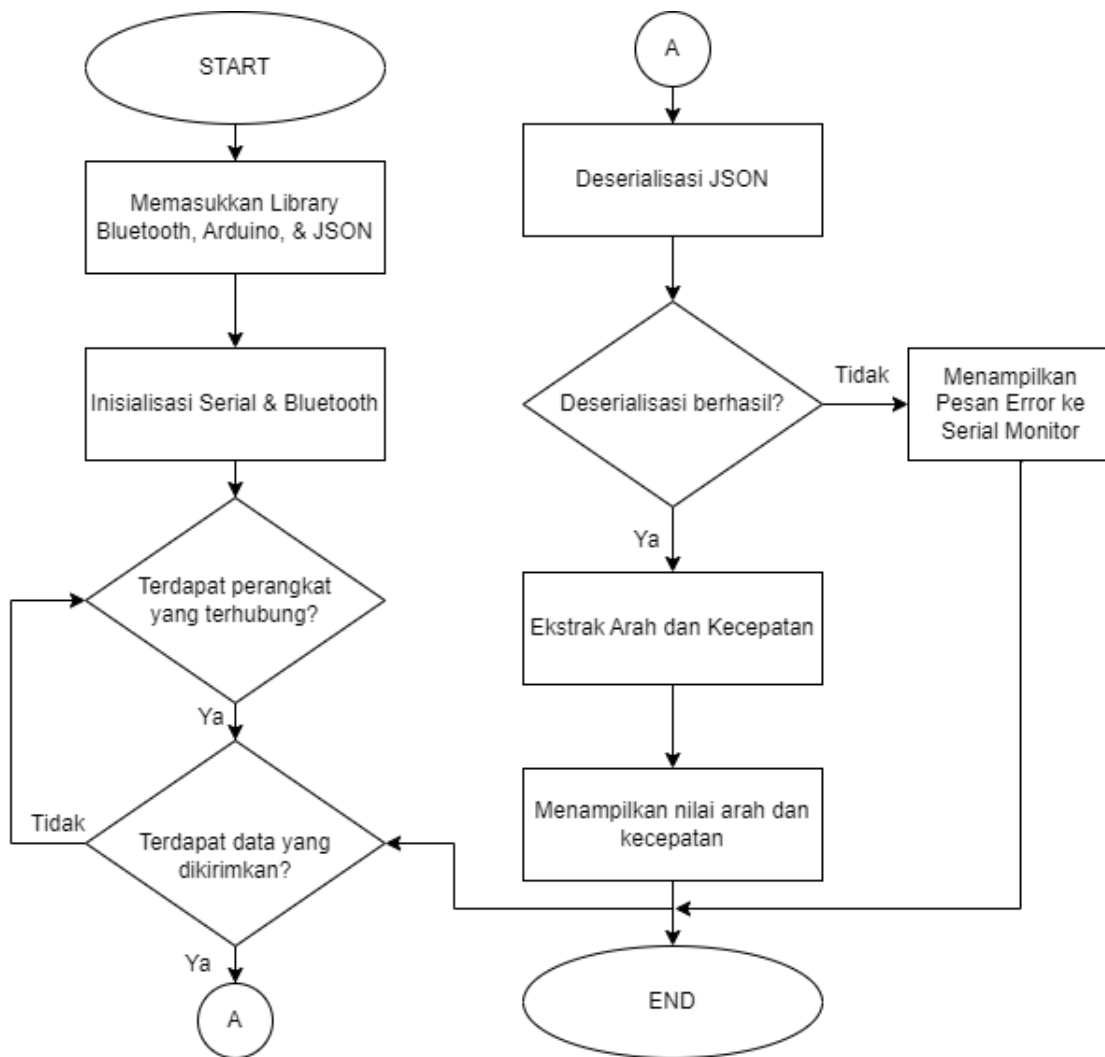 START
Memasukkan Library
Bluetooth, Arduino, & JSON
Inisialisasi Serial & Bluetooth
Terdapat perangkat
yang terhubung?
Ya
Tidak
Terdapat data yang
dikirimkan?
Ya
A
A
Deserialisasi JSON
Deserialisasi berhasil?
Tidak
Menampilkan
Pesan Error ke
Serial Monitor
Ya
Ekstrak Arah dan Kecepatan
Menampilkan nilai arah dan
kecepatan
END